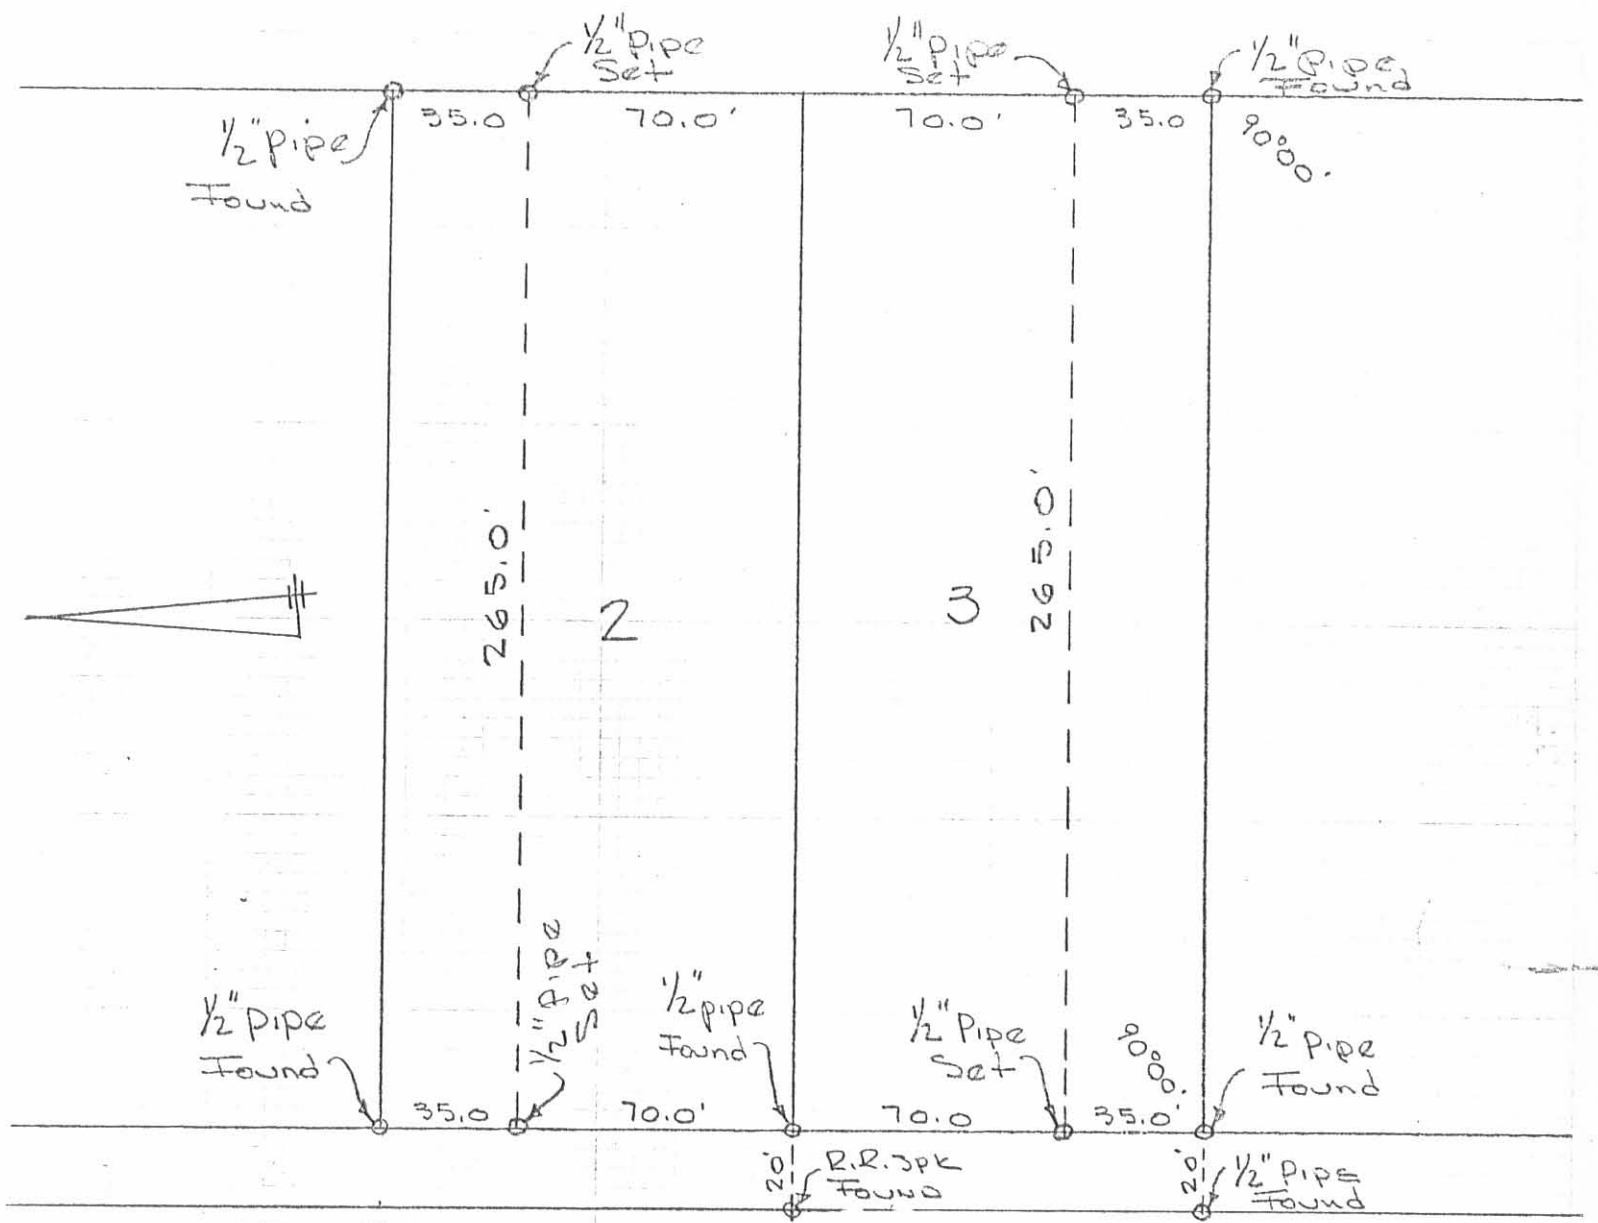 1/2" Pipe
Set
1/2" Pipe
Set
1/2" Pipe
Found
35.0
70.0'
70.0'
35.0
90°00'
1/2" Pipe
Found
265.0'
265.0'
2
3
1/2" Pipe
Found
1/2" Pipe
Set
1/2" pipe
Found
1/2" Pipe
Set
90°00'
1/2" Pipe
Found
35.0
70.0'
70.0
35.0'
20'
R.R. Spk
Found
20'
1/2" Pipe
Found